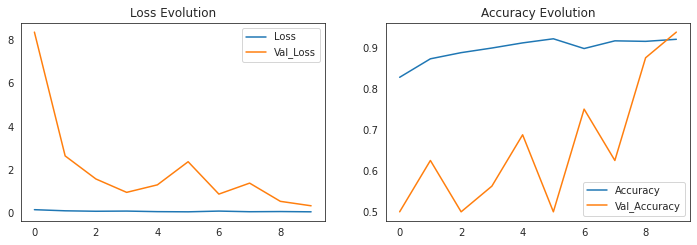 Loss Evolution
8
6
4
2
0
0 2 4 6 8
Loss
Val_Loss
Accuracy Evolution
0.9
0.8
0.7
0.6
0.5
0 2 4 6 8
Accuracy
Val_Accuracy